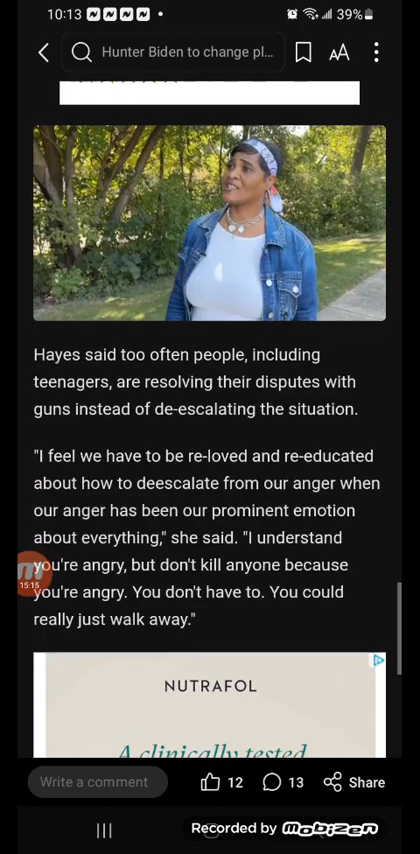 10:13
39%
Hunter Biden to change pl...
AA
Hayes said too often people, including
teenagers, are resolving their disputes with
guns instead of de-escalating the situation.
"I feel we have to be re-loved and re-educated
about how to deescalate from our anger when
our anger has been our prominent emotion
about everything," she said. "I understand
you're angry, but don't kill anyone because
15:15
you're angry. You don't have to. You could
really just walk away."
NUTRAFOL
A clinically tested
Write a comment
12
13
Share
Recorded by mobizen